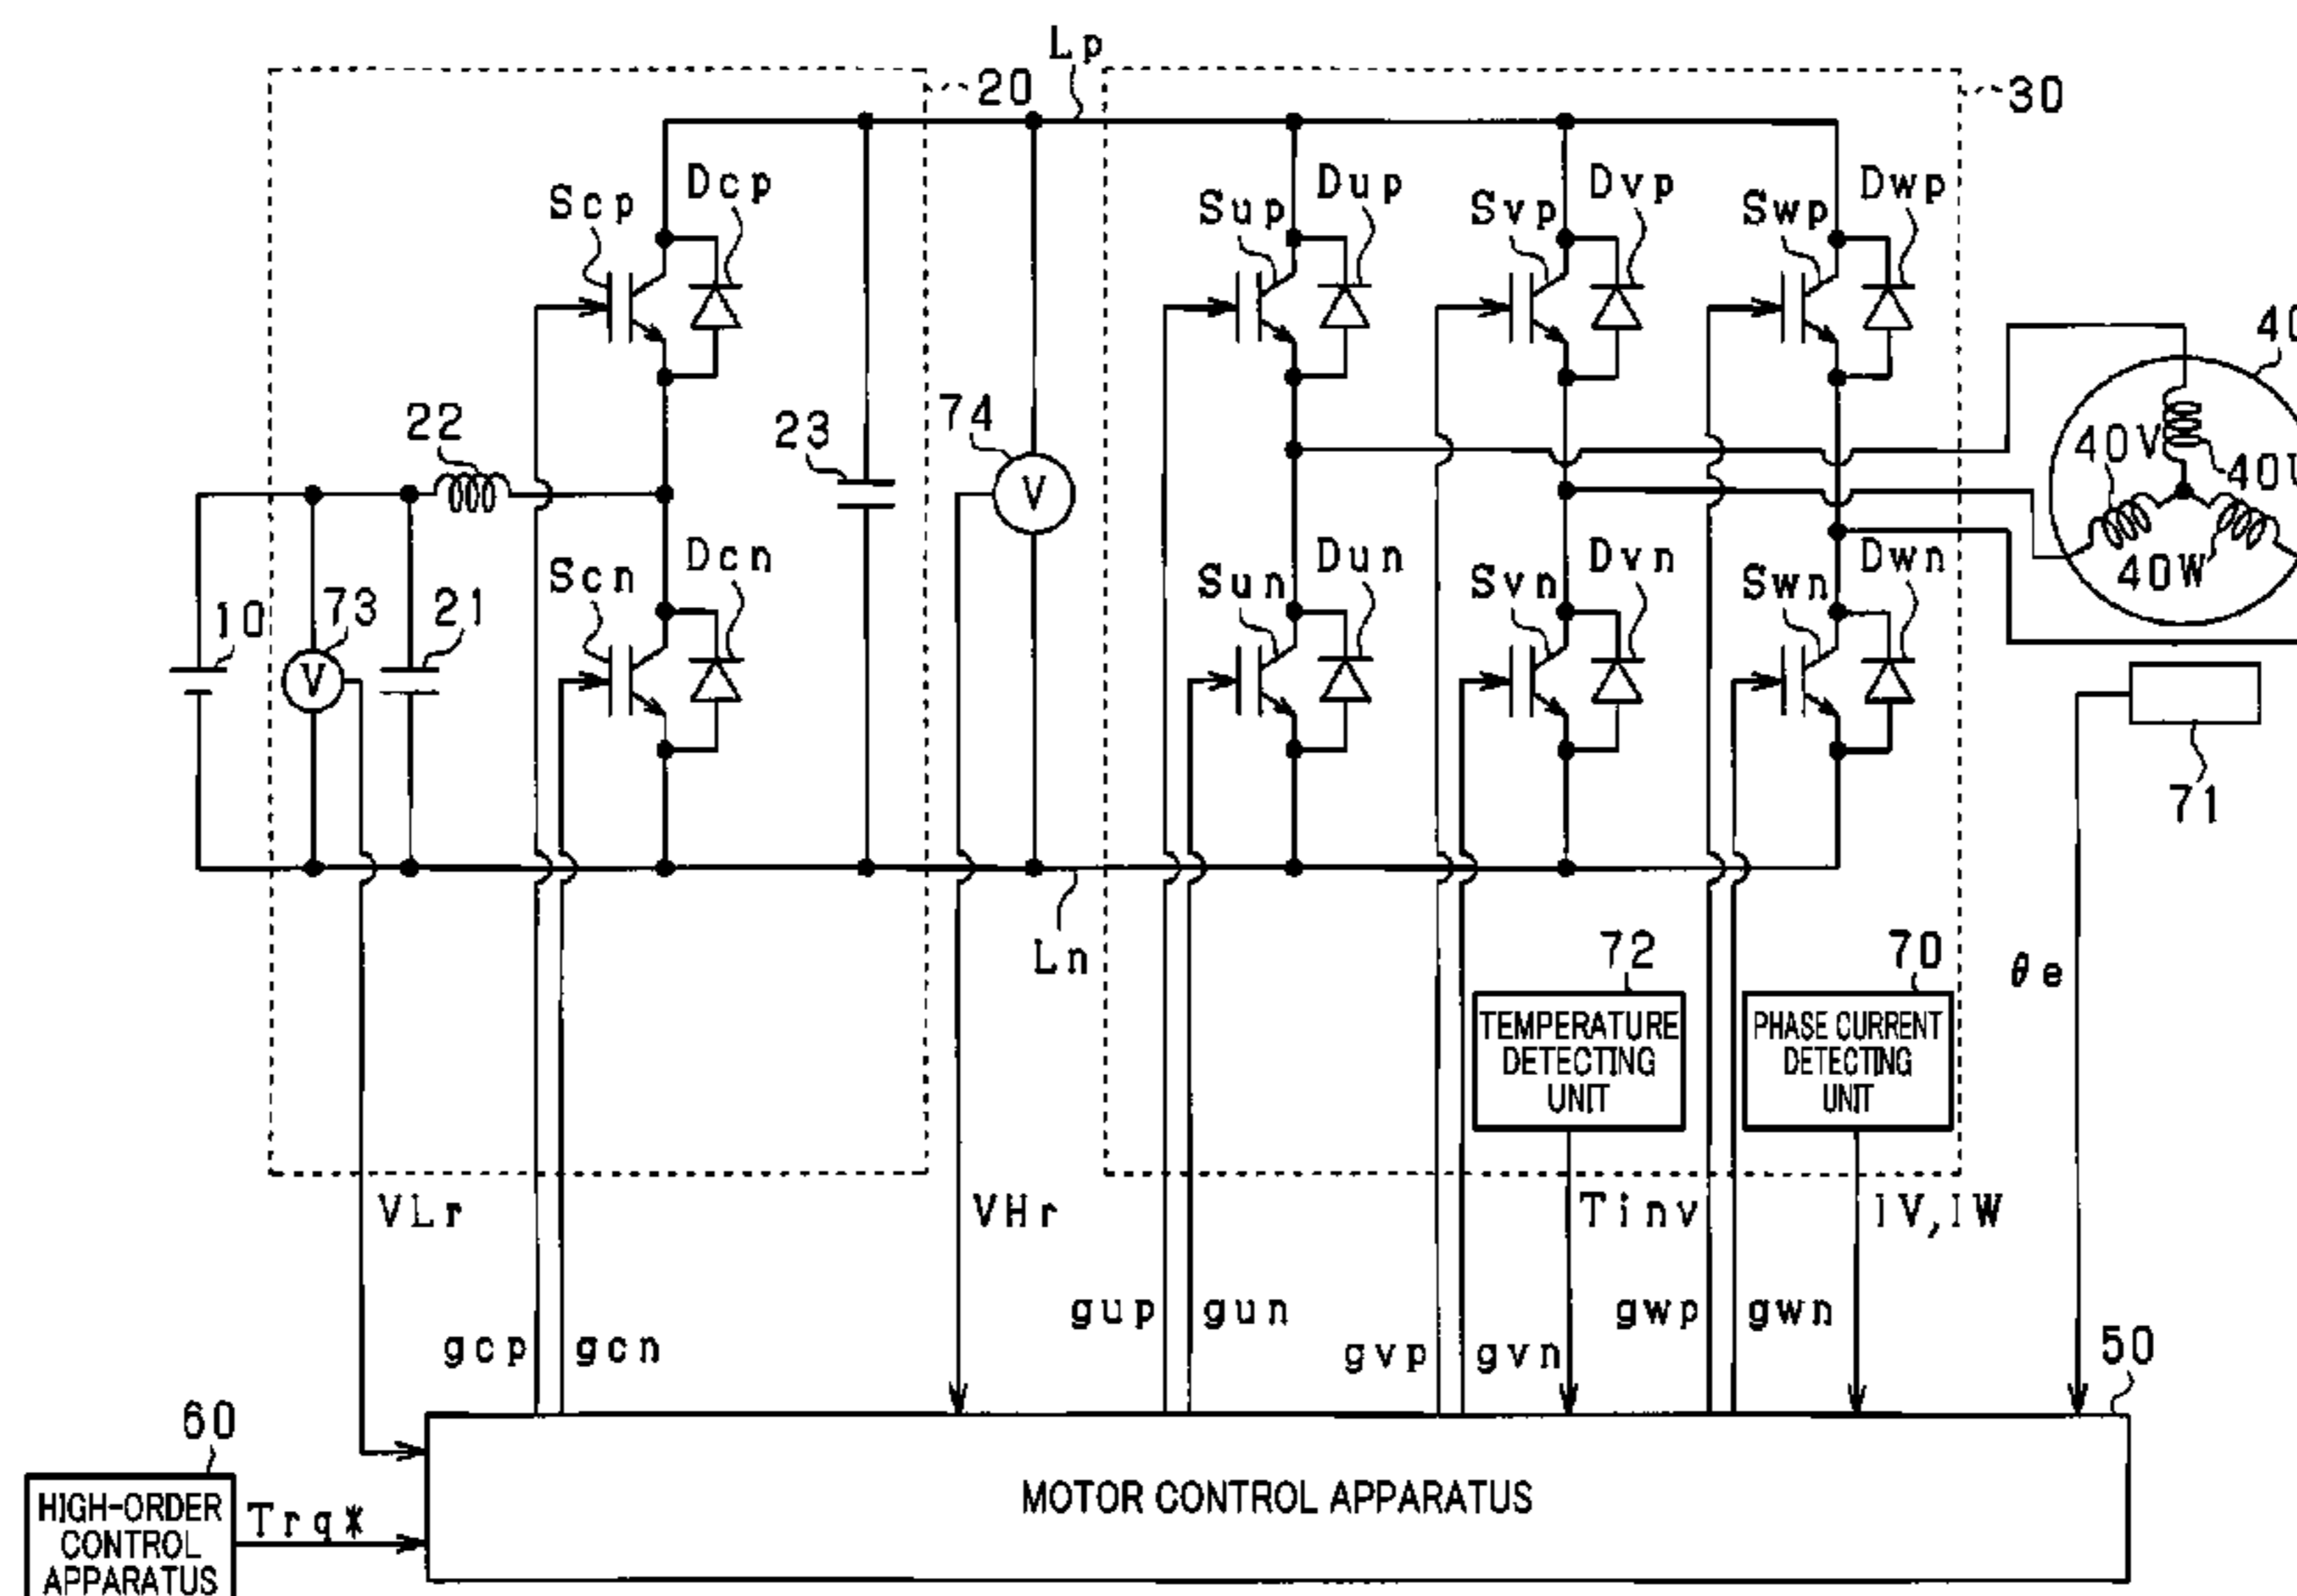 Lp
20
30
Scp
Dcp
Sup
Dup
Svp
Dvp
Swp
Dwp
40
22
23
74
V
40V
40U
40W
10
73
V
21
Scn
Dcn
Sun
Dun
Svn
Dvn
Swn
Dwn
71
Ln
72
70
θe
TEMPERATURE
DETECTING
UNIT
PHASE CURRENT
DETECTING
UNIT
VLr
VHr
Tinv
IV,IW
gcp
gcn
gup
gun
gvp
gvn
gwp
gwn
50
60
HIGH-ORDER
CONTROL
APPARATUS
Trq*
MOTOR CONTROL APPARATUS